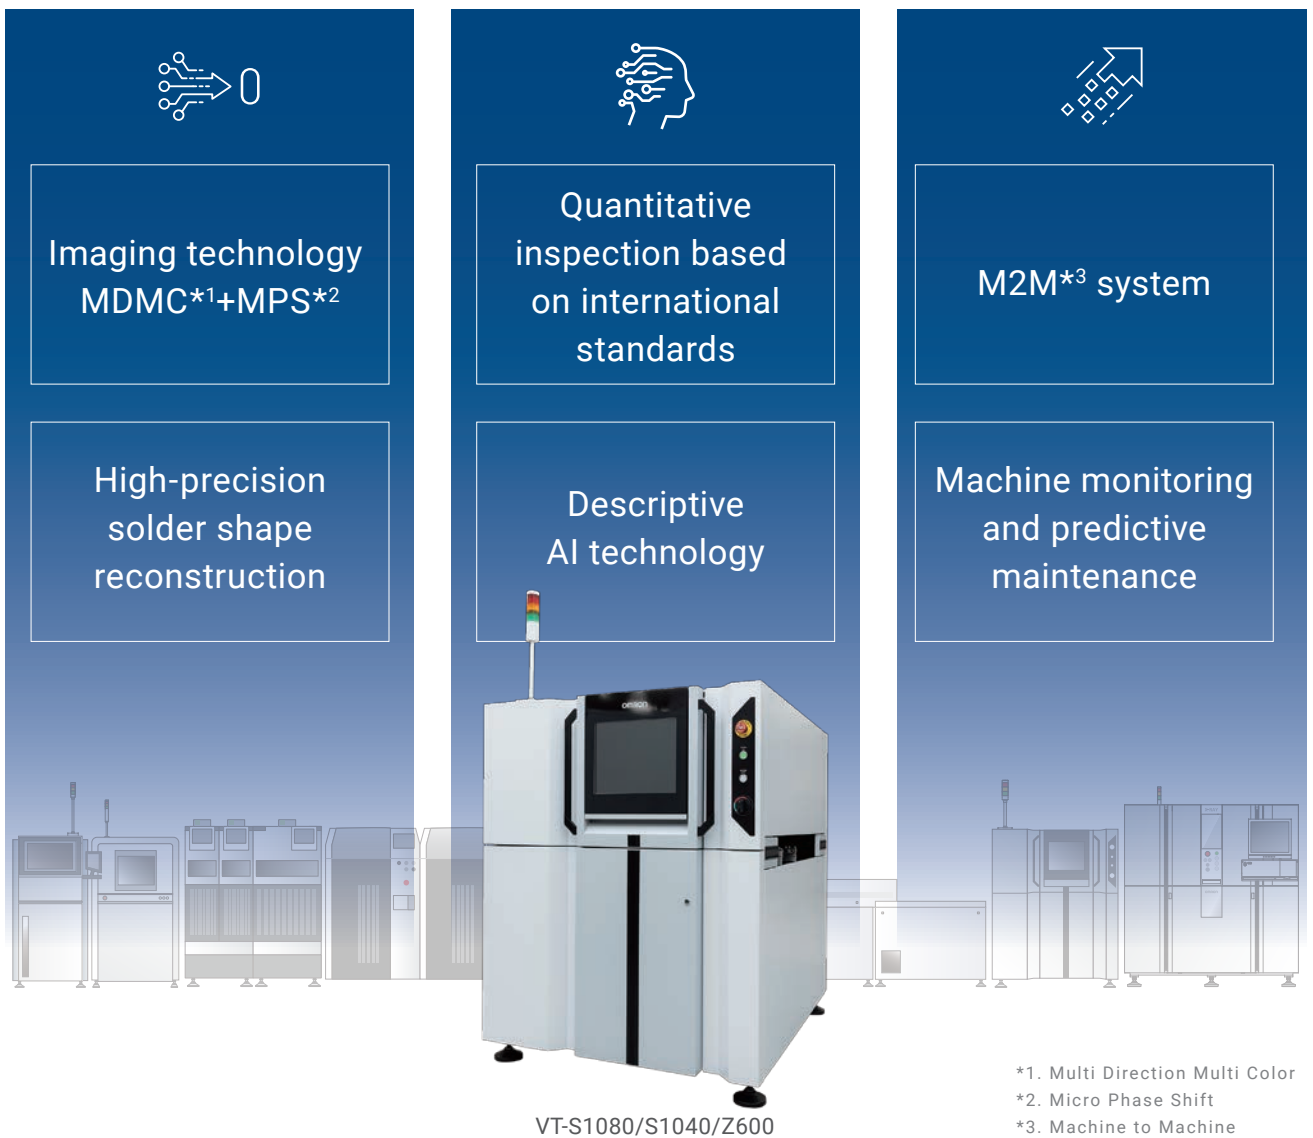 Imaging technology
MDMC*1+MPS*2
High-precision
solder shape
reconstruction
Quantitative
inspection based
on international
standards
Descriptive
AI technology
M2M*3 system
Machine monitoring
and predictive
maintenance
OMRON
VT-S1080/S1040/Z600
*1. Multi Direction Multi Color
*2. Micro Phase Shift
*3. Machine to Machine